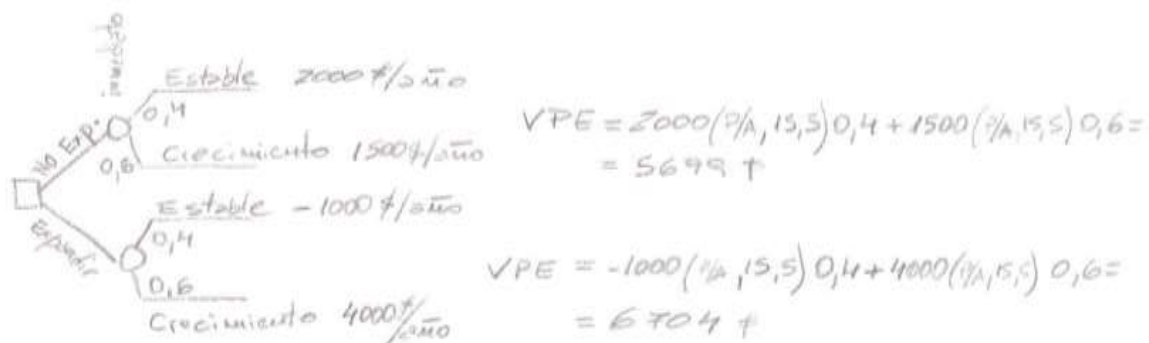 inmediato
No Exp.
Estable 2000 $/año
0,4
Crecimiento 1500$/año
0,6
VPE = 2000(P/A, 15,5)0,4 + 1500(P/A,15,5) 0,6=
= 5699 $
Expandir
Estable -1000 $/año
0,4
0,6
Crecimiento 4000$/año
VPE = -1000(P/A,15,5) 0,4+4000(P/A,15,5) 0,6=
= 6704 $